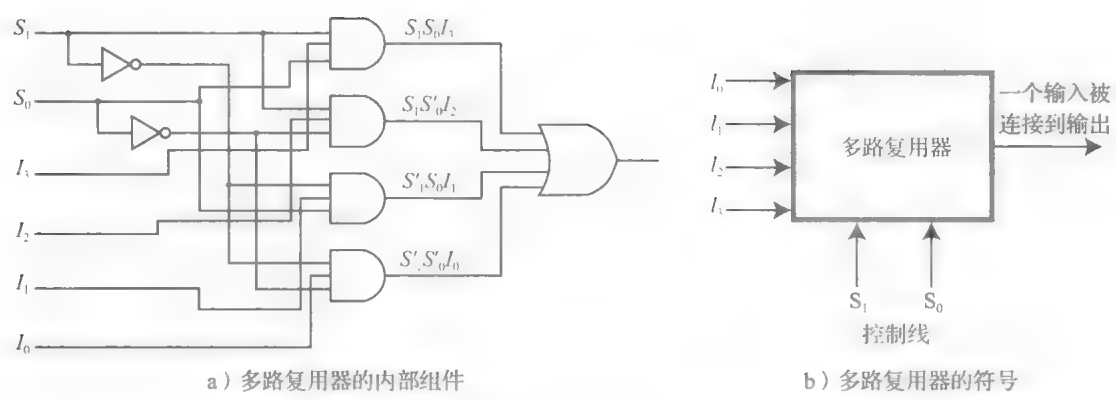 S₁
S₀
I₃
I₂
I₁
I₀
S₁S₀I₃
S₁S'₀I₂
S'₁S₀I₁
S'₁S'₀I₀
a）多路复用器的内部组件
I₀
I₁
I₂
I₃
多路复用器
一个输入被
连接到输出
S₁
S₀
控制线
b）多路复用器的符号